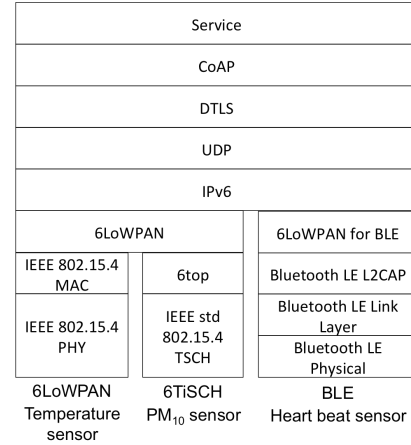 Service
CoAP
DTLS
UDP
IPv6
6LoWPAN
6LoWPAN for BLE
IEEE 802.15.4
MAC
6top
Bluetooth LE L2CAP
IEEE 802.15.4
PHY
IEEE std
802.15.4
TSCH
Bluetooth LE Link
Layer
Bluetooth LE
Physical
6LoWPAN
Temperature
sensor
6TiSCH
PM10 sensor
BLE
Heart beat sensor